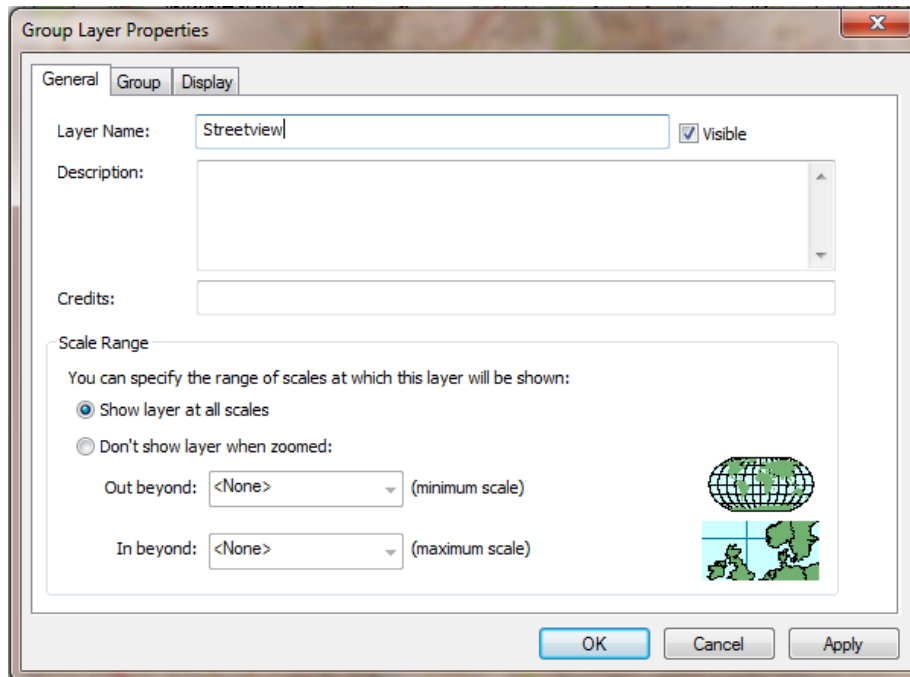 Group Layer Properties
General Group Display
Layer Name: Streetview Visible
Description:
Credits:
Scale Range
You can specify the range of scales at which this layer will be shown:
Show layer at all scales
Don't show layer when zoomed:
Out beyond: <None> (minimum scale)
In beyond: <None> (maximum scale)
OK Cancel Apply